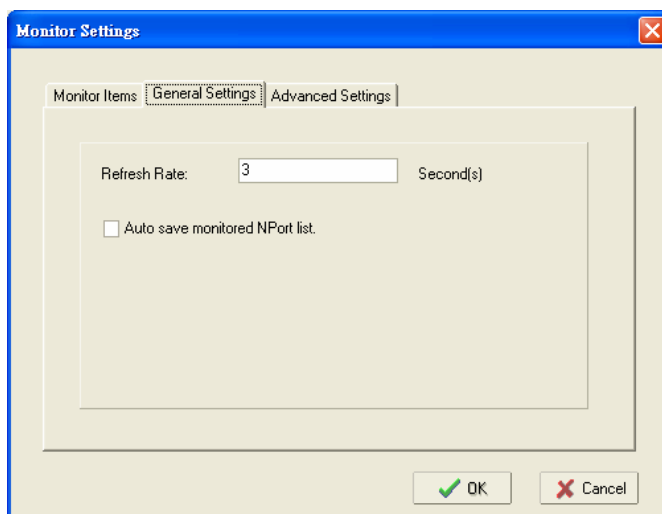 Monitor Settings
Monitor Items General Settings Advanced Settings
Refresh Rate: 3 Second(s)
Auto save monitored NPort list.
OK Cancel